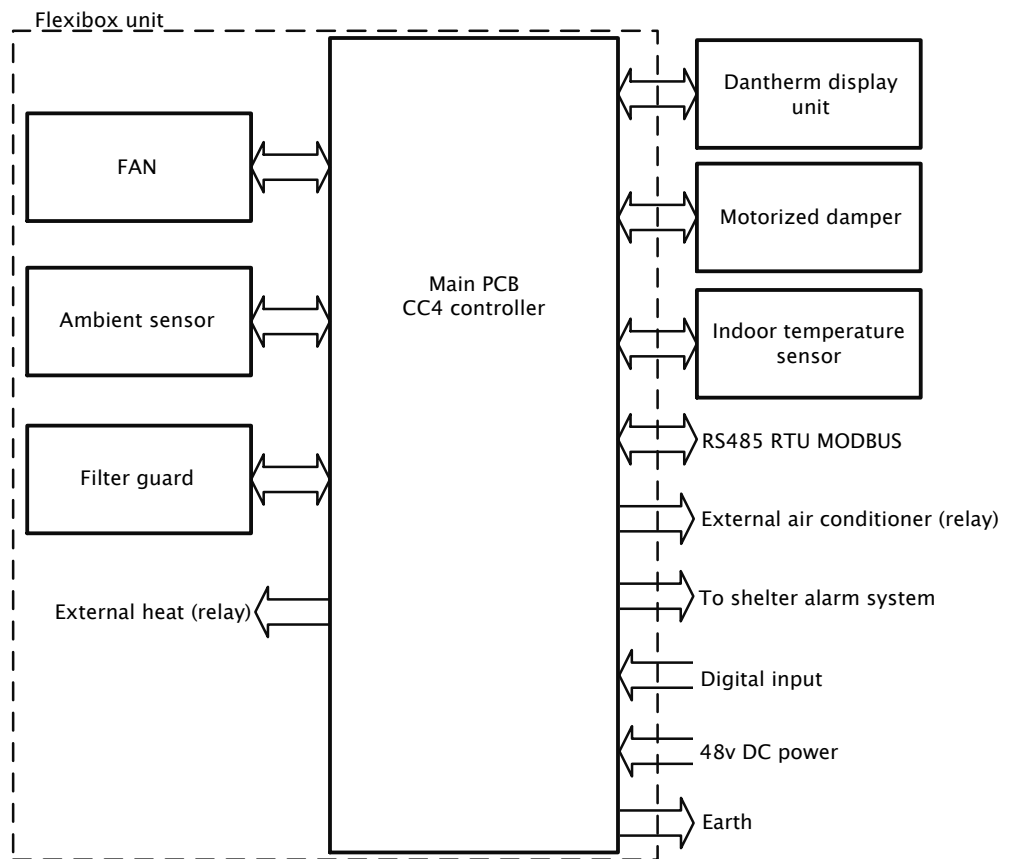 Flexibox unit
FAN
Ambient sensor
Filter guard
External heat (relay)
Main PCB
CC4 controller
Dantherm display
unit
Motorized damper
Indoor temperature
sensor
RS485 RTU MODBUS
External air conditioner (relay)
To shelter alarm system
Digital input
48v DC power
Earth